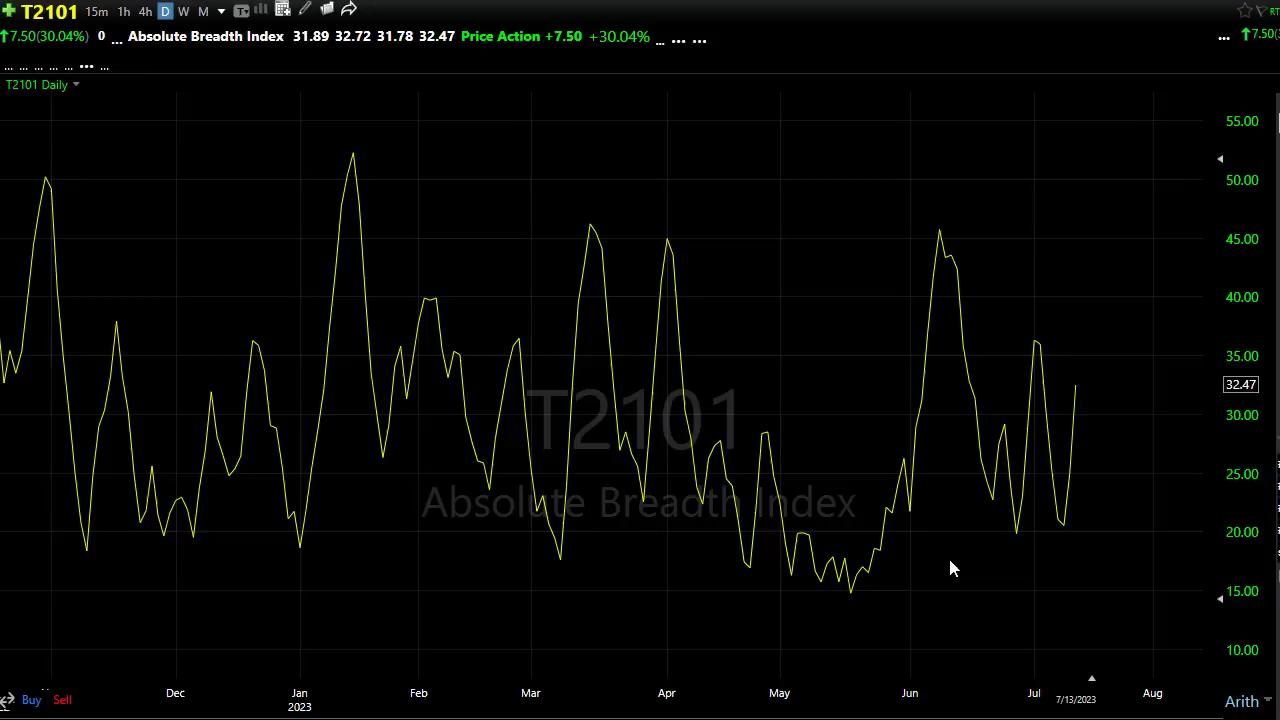 T2101 15m 1h 4h D W M T RT
7.50(30.04%) 0 ... Absolute Breadth Index 31.89 32.72 31.78 32.47 Price Action +7.50 +30.04% ... ... ... ... 7.50(
... ... ... ... ... ... ...
T2101 Daily
55.00
50.00
45.00
40.00
35.00
32.47
30.00
25.00
20.00
15.00
10.00
T2101
Absolute Breadth Index
Dec Jan Feb Mar Apr May Jun Jul Aug
2023 7/13/2023
Buy Sell Arith